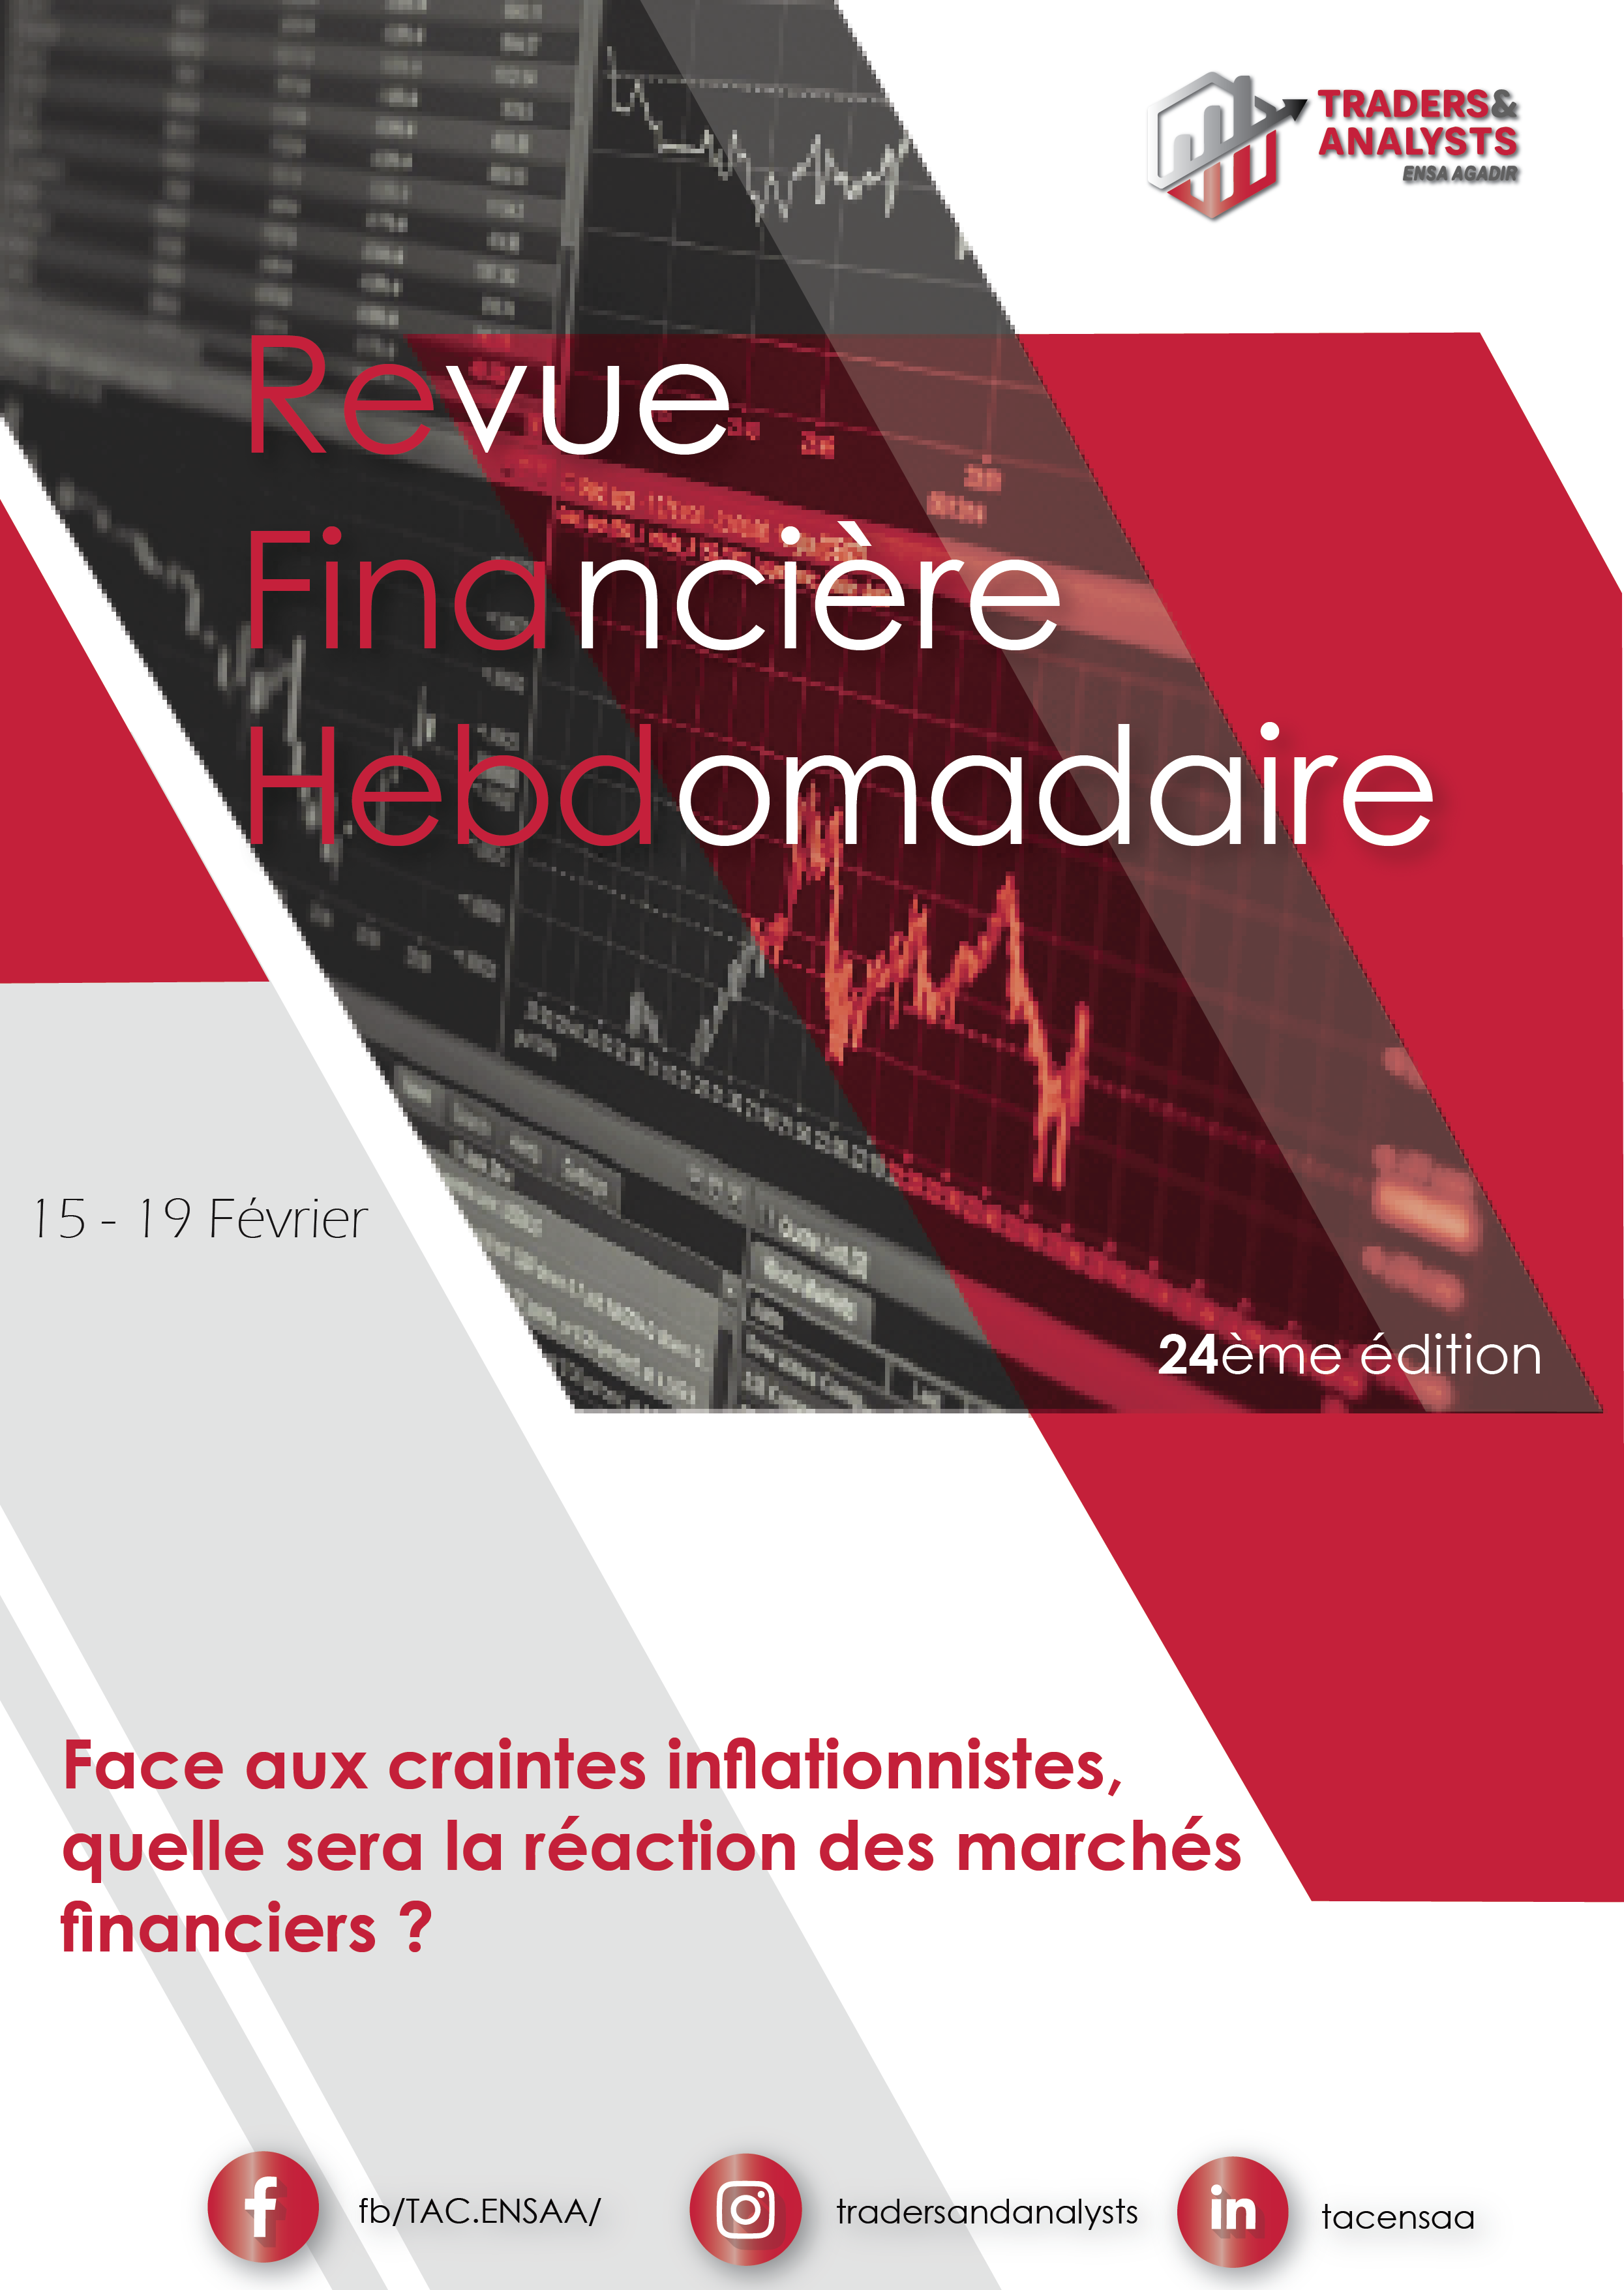 TRADERS&
ANALYSTS
ENSA AGADIR
Revue
Financière
Hebdomadaire
15 - 19 Février
24ème édition
Face aux craintes inflationnistes,
quelle sera la réaction des marchés
financiers ?
fb/TAC.ENSAA/
tradersandanalysts
tacensaa